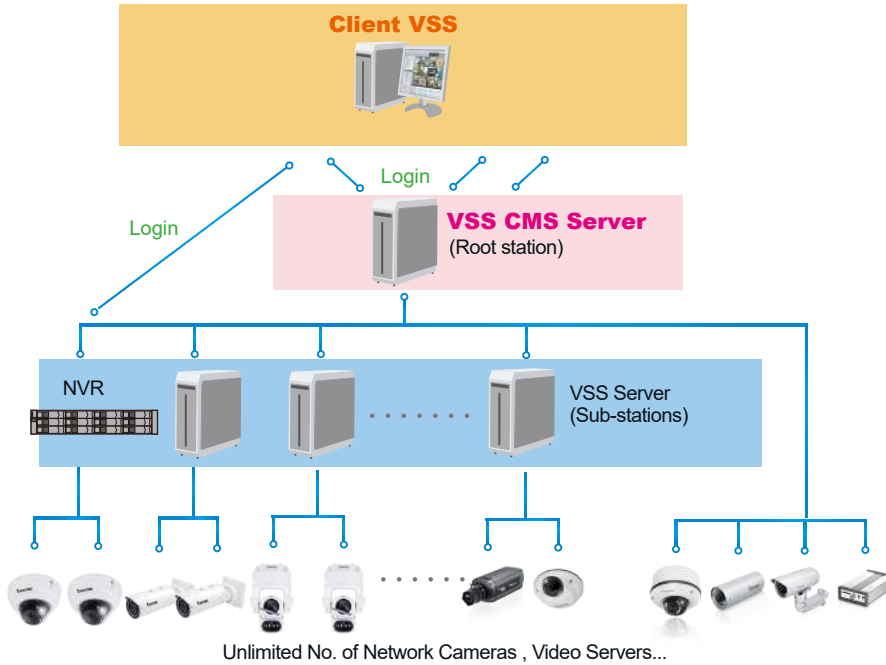 Client VSS
Login
Login
VSS CMS Server
(Root station)
NVR
VSS Server
(Sub-stations)
Unlimited No. of Network Cameras , Video Servers...